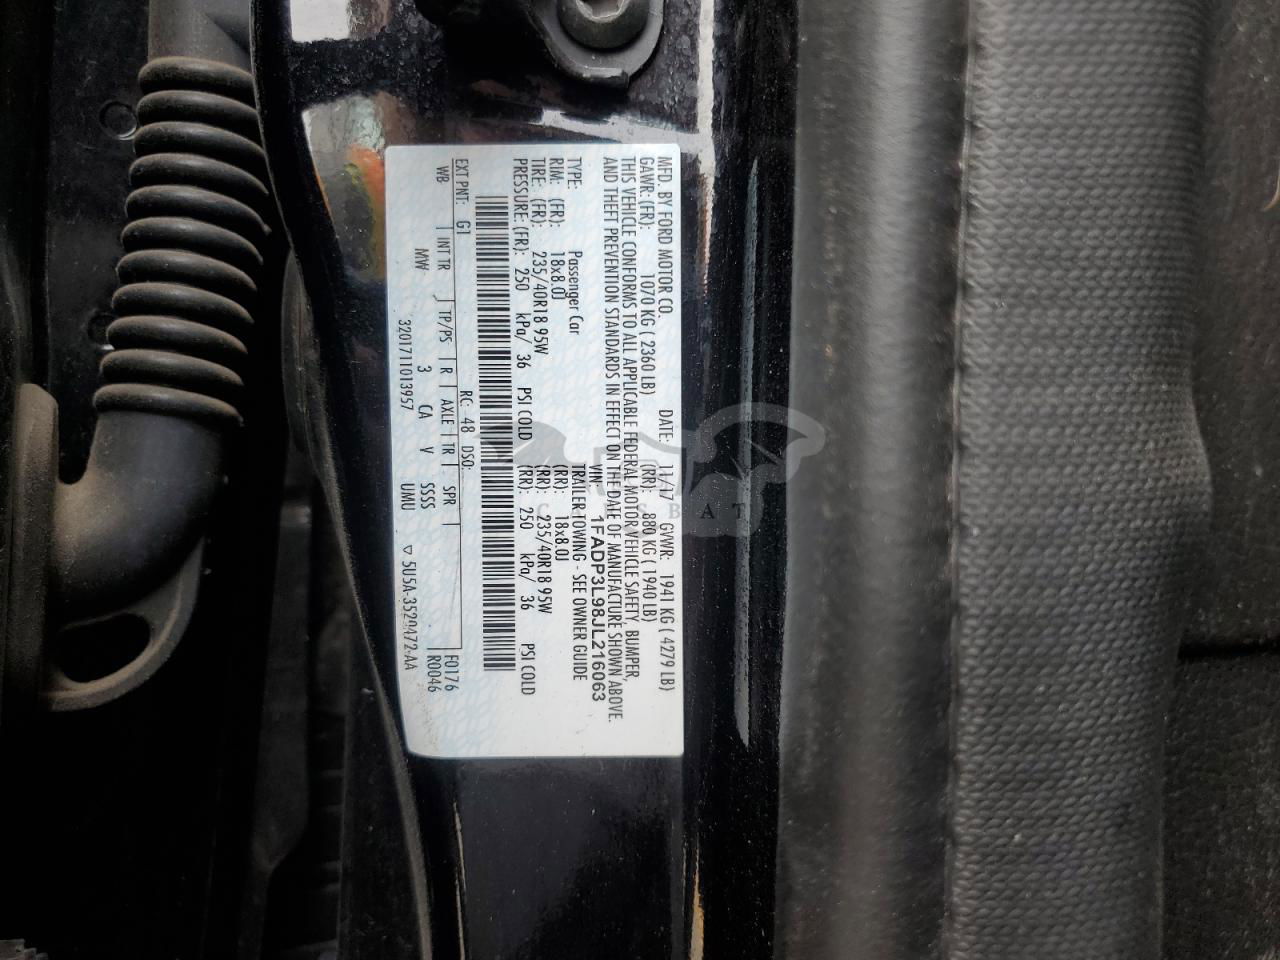 MFD. BY FORD MOTOR CO. DATE: 11/17 GVWR: 1941 KG ( 4279 LB)
GAWR: (FR): 1070 KG ( 2360 LB) (RR): 880 KG ( 1940 LB)
THIS VEHICLE CONFORMS TO ALL APPLICABLE FEDERAL MOTOR VEHICLE SAFETY, BUMPER,
AND THEFT PREVENTION STANDARDS IN EFFECT ON THE DATE OF MANUFACTURE SHOWN ABOVE.
VIN: 1FADP3L98JL216063
TYPE: Passenger Car TRAILER TOWING - SEE OWNER GUIDE
RIM: (FR): 18x8.0J (RR): 18x8.0J
TIRE: (FR): 235/40R18 95W (RR): 235/40R18 95W
PRESSURE: (FR): 250 kPa/ 36 PSI COLD (RR): 250 kPa/ 36 PSI COLD
EXT PNT: G1 RC: 48 DSO: F0176
WB INT TR TP/PS R AXLE TR SPR R0046
MW 3 CA V SSSS
3201711013957 UMU ▽ 5U5A-3520472-AA